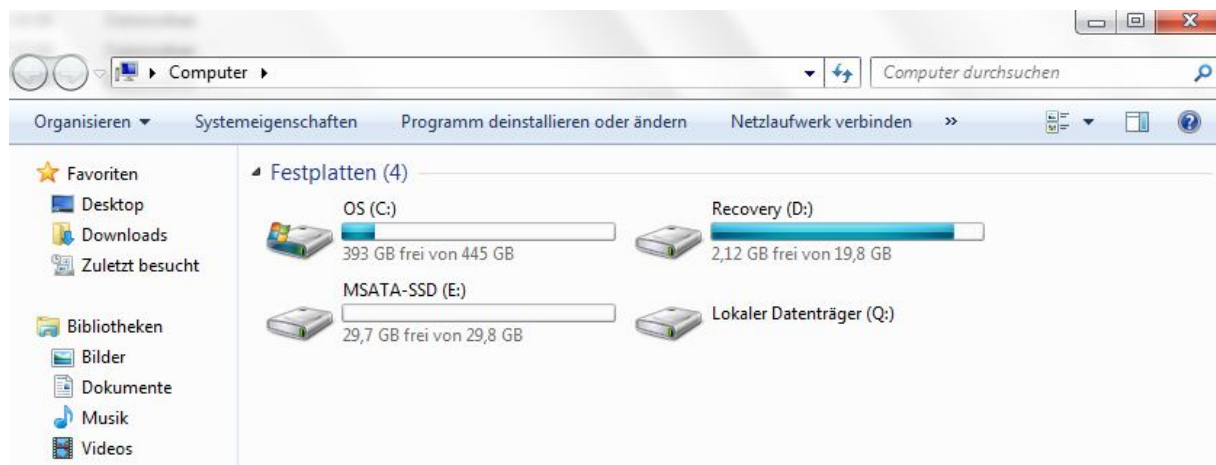 Computer
Computer durchsuchen
Organisieren Systemeigenschaften Programm deinstallieren oder ändern Netzlaufwerk verbinden »
Favoriten
Desktop
Downloads
Zuletzt besucht
Bibliotheken
Bilder
Dokumente
Musik
Videos
Festplatten (4)
OS (C:)
393 GB frei von 445 GB
Recovery (D:)
2,12 GB frei von 19,8 GB
MSATA-SSD (E:)
29,7 GB frei von 29,8 GB
Lokaler Datenträger (Q:)